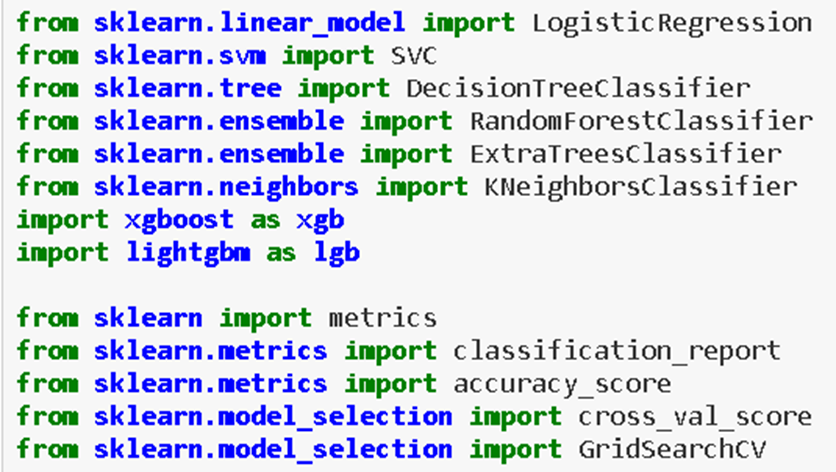 from sklearn.linear_model import LogisticRegression
from sklearn.svm import SVC
from sklearn.tree import DecisionTreeClassifier
from sklearn.ensemble import RandomForestClassifier
from sklearn.ensemble import ExtraTreesClassifier
from sklearn.neighbors import KNeighborsClassifier
import xgboost as xgb
import lightgbm as lgb
from sklearn import metrics
from sklearn.metrics import classification_report
from sklearn.metrics import accuracy_score
from sklearn.model_selection import cross_val_score
from sklearn.model_selection import GridSearchCV